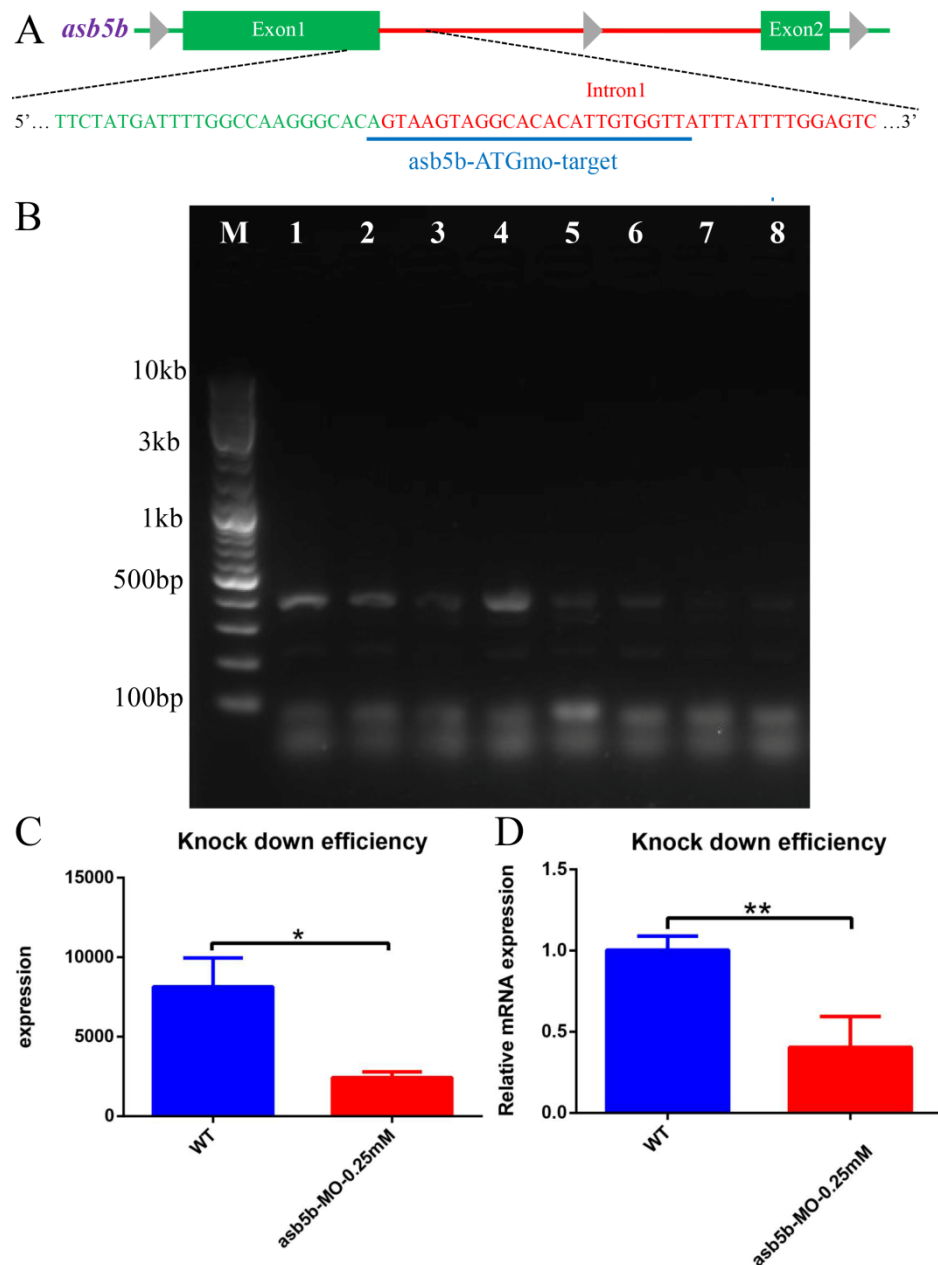 A asb5b Exon1 Exon2
Intron1
5’… TTCTATGATTTTGGCCAAGGGCACAGTAAGTAGGCACACATTGTGGTTATTTATTTTGGAGTC …3’
asb5b-ATGmo-target
B
M 1 2 3 4 5 6 7 8
10kb
3kb
1kb
500bp
100bp
C
Knock down efficiency
15000
10000
5000
0
expression
*
WT
asb5b-MO-0.25mM
D
Knock down efficiency
1.5
1.0
0.5
0.0
Relative mRNA expression
**
WT
asb5b-MO-0.25mM